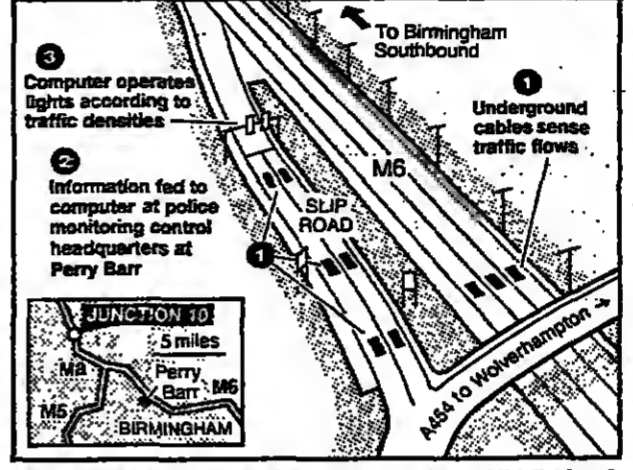 To Birmingham
Southbound
3
Computer operates
lights according to
traffic densities
1
Underground
cables sense
traffic flows
M6
2
Information fed to
computer at police
monitoring control
headquarters at
Perry Barr
SLIP
ROAD
1
JUNCTION 10
5 miles
M6
Perry
Barr
M6
M5
BIRMINGHAM
A454 to Wolverhampton